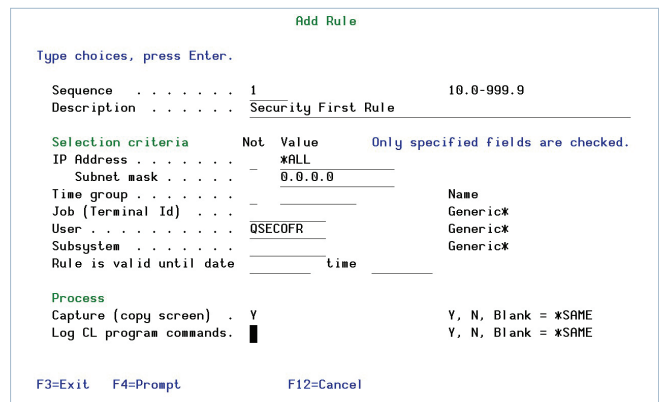 Add Rule
Type choices, press Enter.
Sequence . . . . . . . 1 10.0-999.9
Description . . . . . . Security First Rule
Selection criteria Not Value Only specified fields are checked.
IP Address . . . . . . . *ALL
Subnet mask . . . . . 0.0.0.0
Time group . . . . . . . Name
Job (Terminal Id) . . . Generic*
User . . . . . . . . . . QSECOFR Generic*
Subsystem . . . . . . . Generic*
Rule is valid until date time
Process
Capture (copy screen) . Y Y, N, Blank = *SAME
Log CL program commands. Y, N, Blank = *SAME
F3=Exit F4=Prompt F12=Cancel